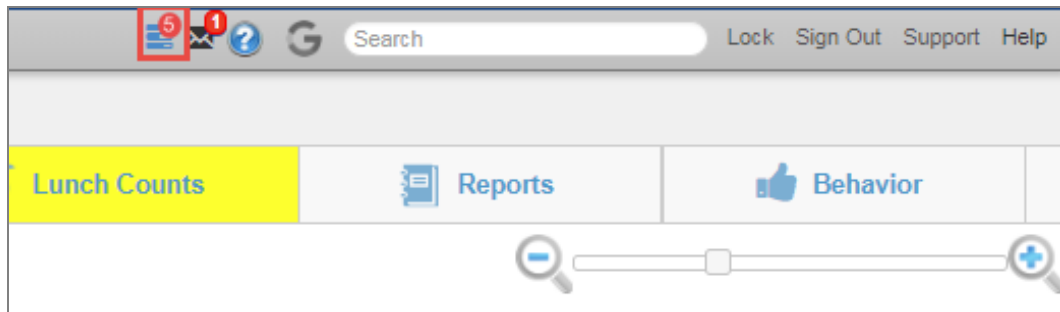 5 1 ? G Search Lock Sign Out Support Help
Lunch Counts Reports Behavior